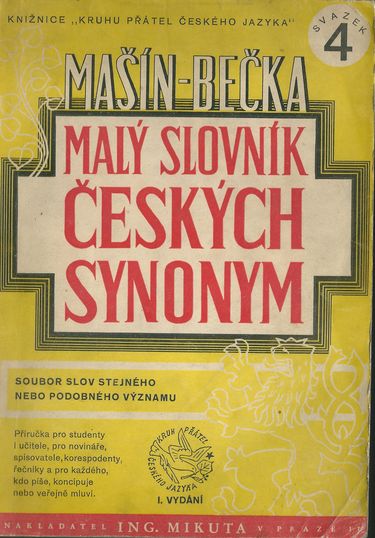 KNIŽNICE „KRUHU PŘÁTEL ČESKÉHO JAZYKA"
SVAZEK
4
MAŠÍN-BEČKA
MALÝ SLOVNÍK
ČESKÝCH
SYNONYM
SOUBOR SLOV STEJNÉHO
NEBO PODOBNÉHO VÝZNAMU
Příručka pro studenty
i učitele, pro novináře,
spisovatele, korespodenty,
řečníky a pro každého,
kdo píše, koncipuje
nebo veřejně mluví.
KRUH PŘÁTEL
ČESKÉHO JAZYKA
I. VYDÁNÍ
NAKLADATEL ING. MIKUTA V PRAZE II